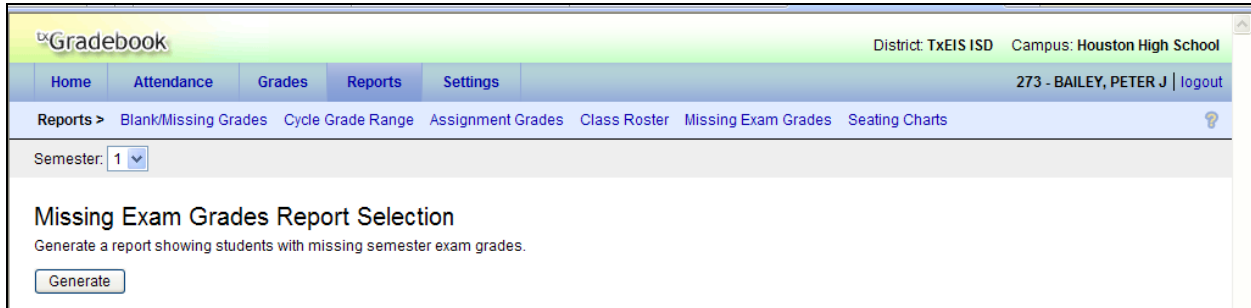 txGradebook
District: TxEIS ISD Campus: Houston High School
Home Attendance Grades Reports Settings 273 - BAILEY, PETER J | logout
Reports > Blank/Missing Grades Cycle Grade Range Assignment Grades Class Roster Missing Exam Grades Seating Charts ?
Semester: 1
Missing Exam Grades Report Selection
Generate a report showing students with missing semester exam grades.
Generate